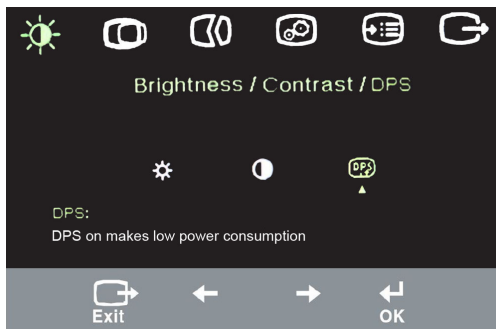 Brightness / Contrast / DPS
DPS
DPS:
DPS on makes low power consumption
Exit
OK